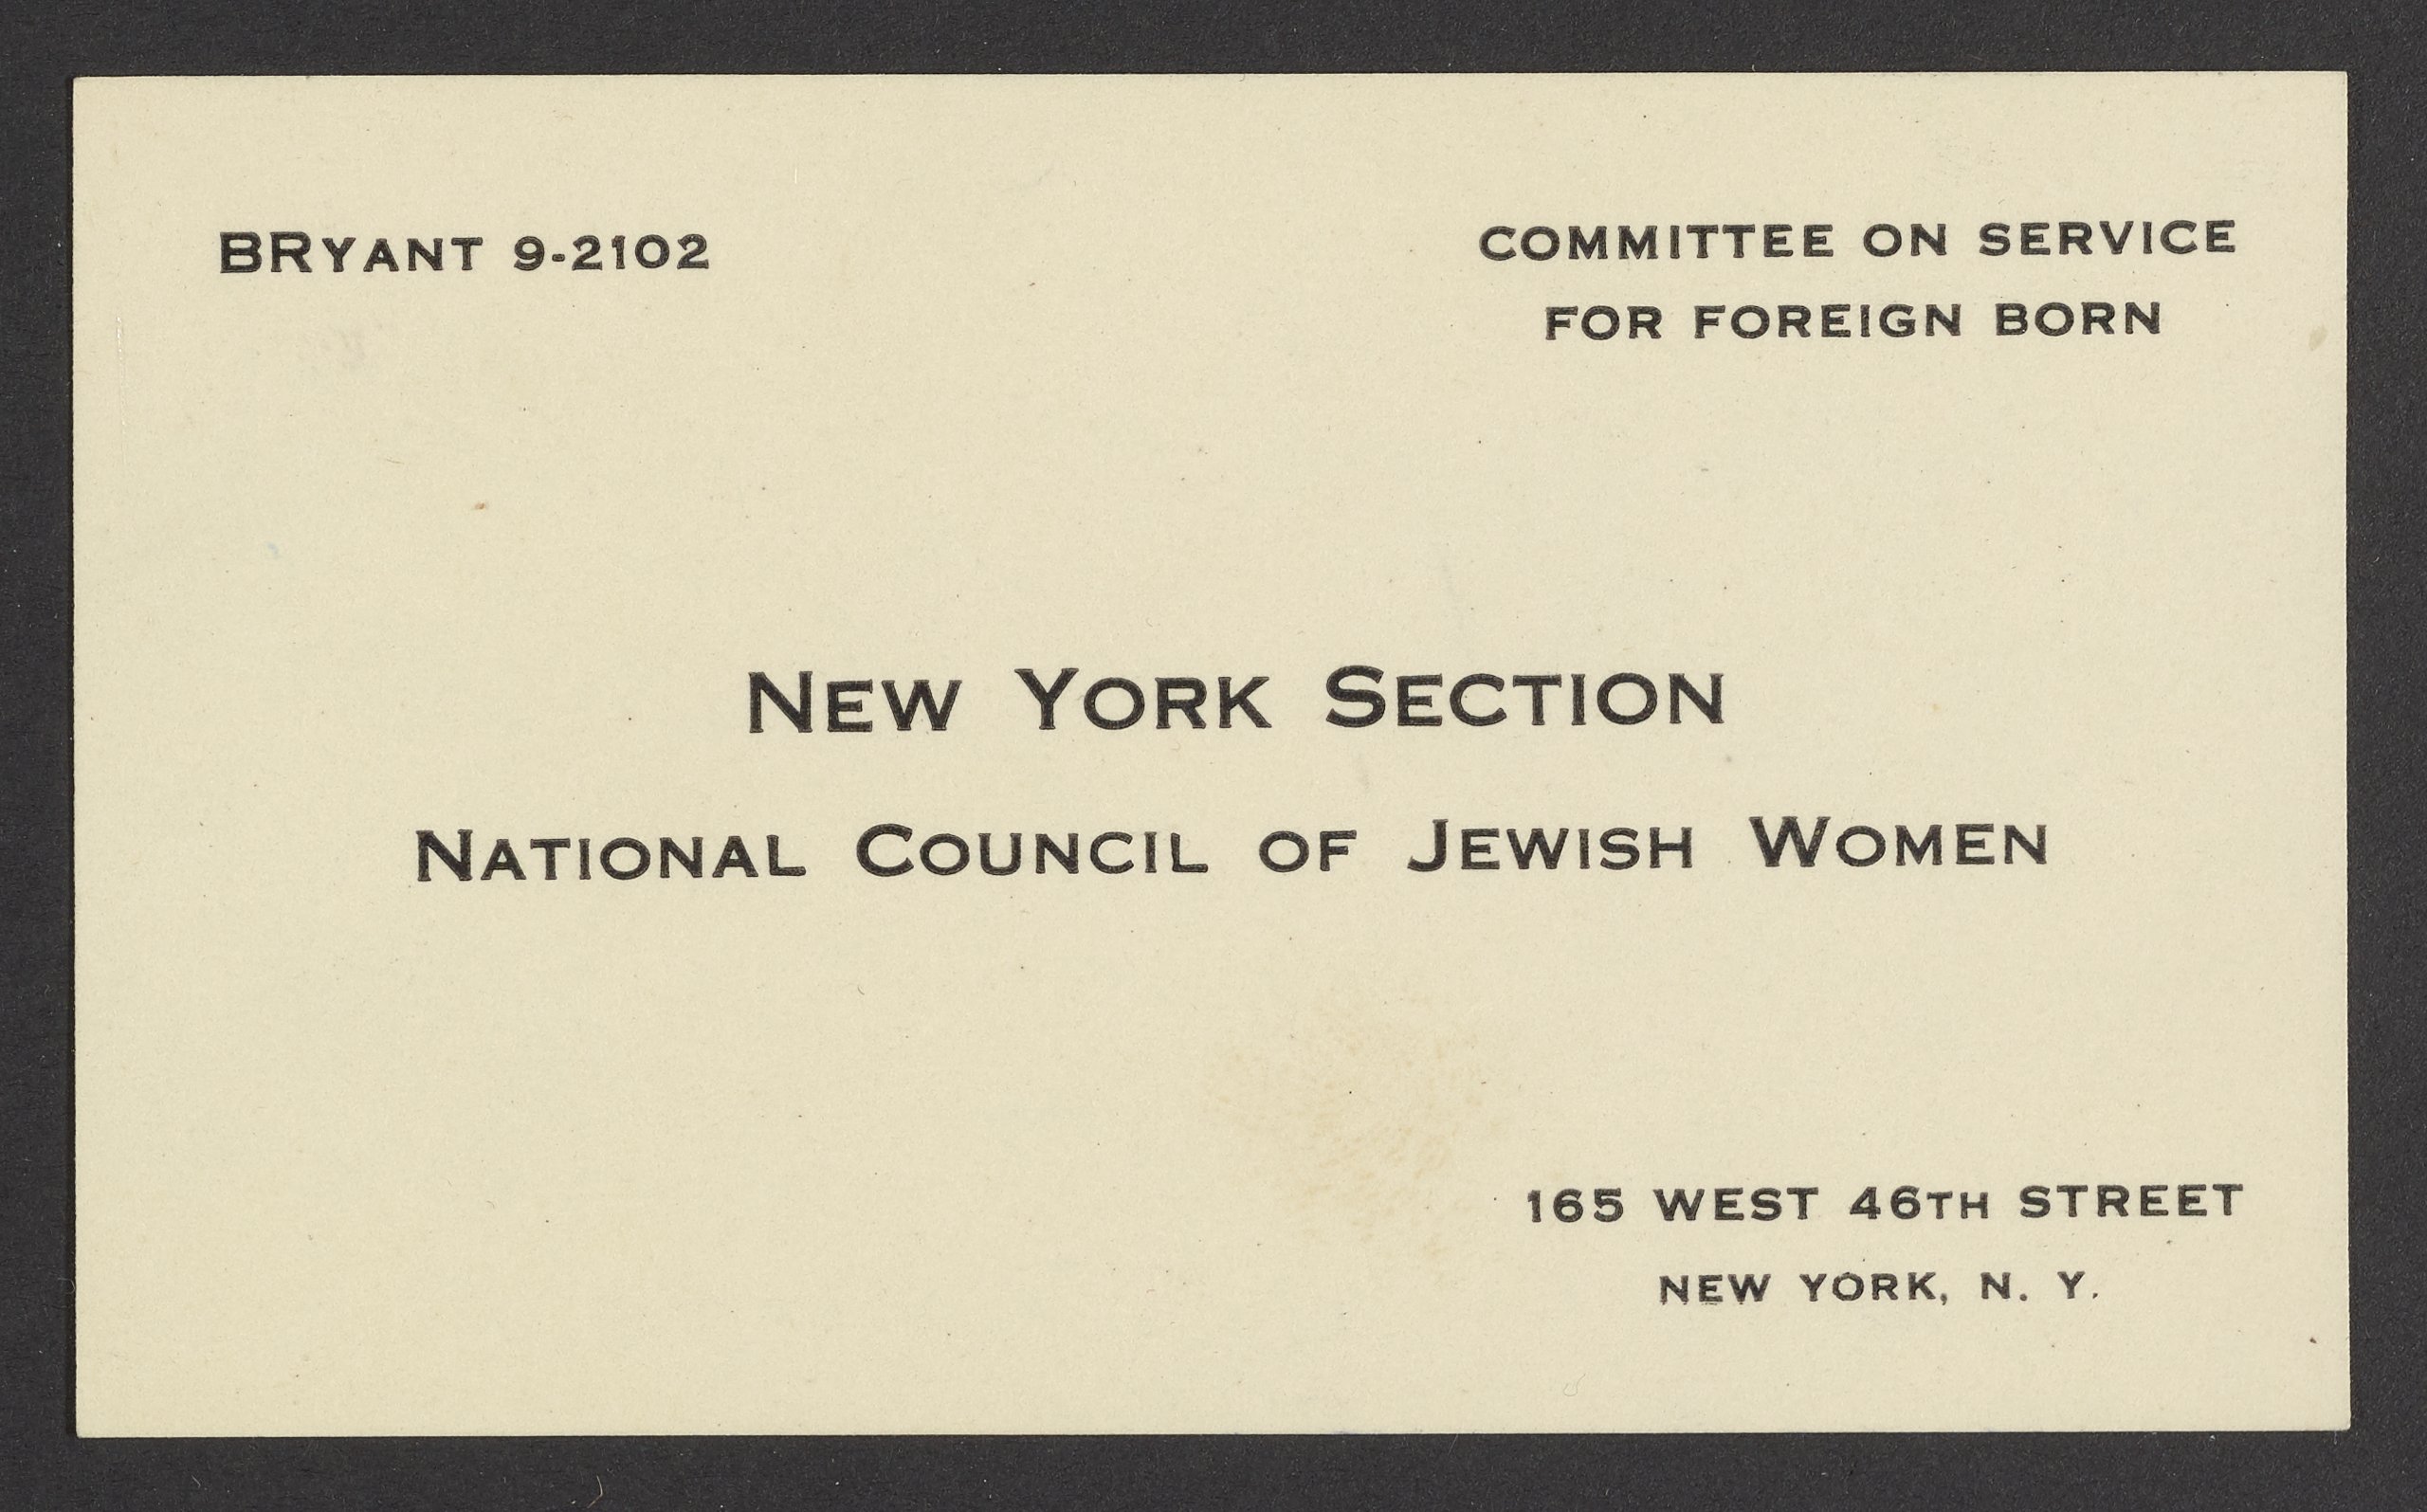 BRYANT 9-2102
COMMITTEE ON SERVICE
FOR FOREIGN BORN
NEW YORK SECTION
NATIONAL COUNCIL OF JEWISH WOMEN
165 WEST 46TH STREET
NEW YORK, N. Y.